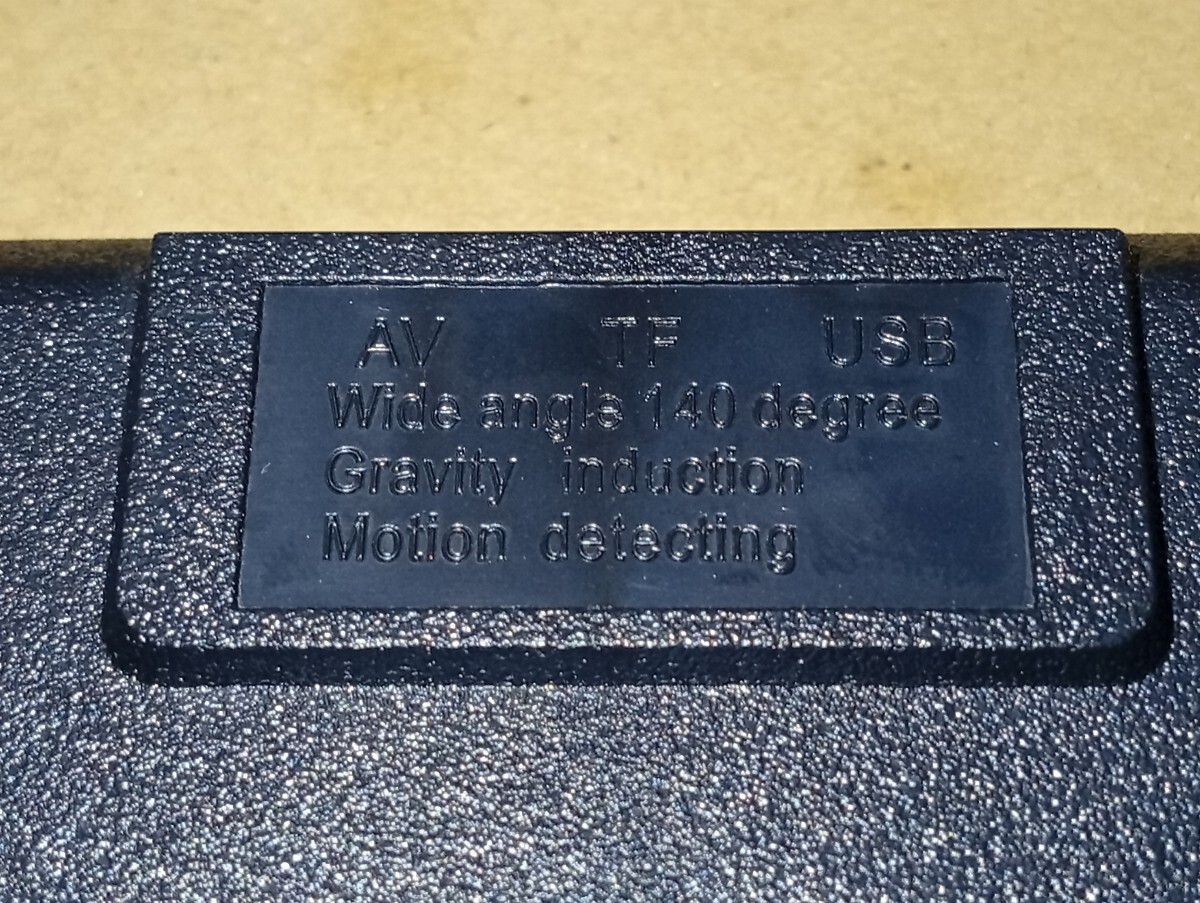 AV TF USB
Wide angle 140 degree
Gravity induction
Motion detecting